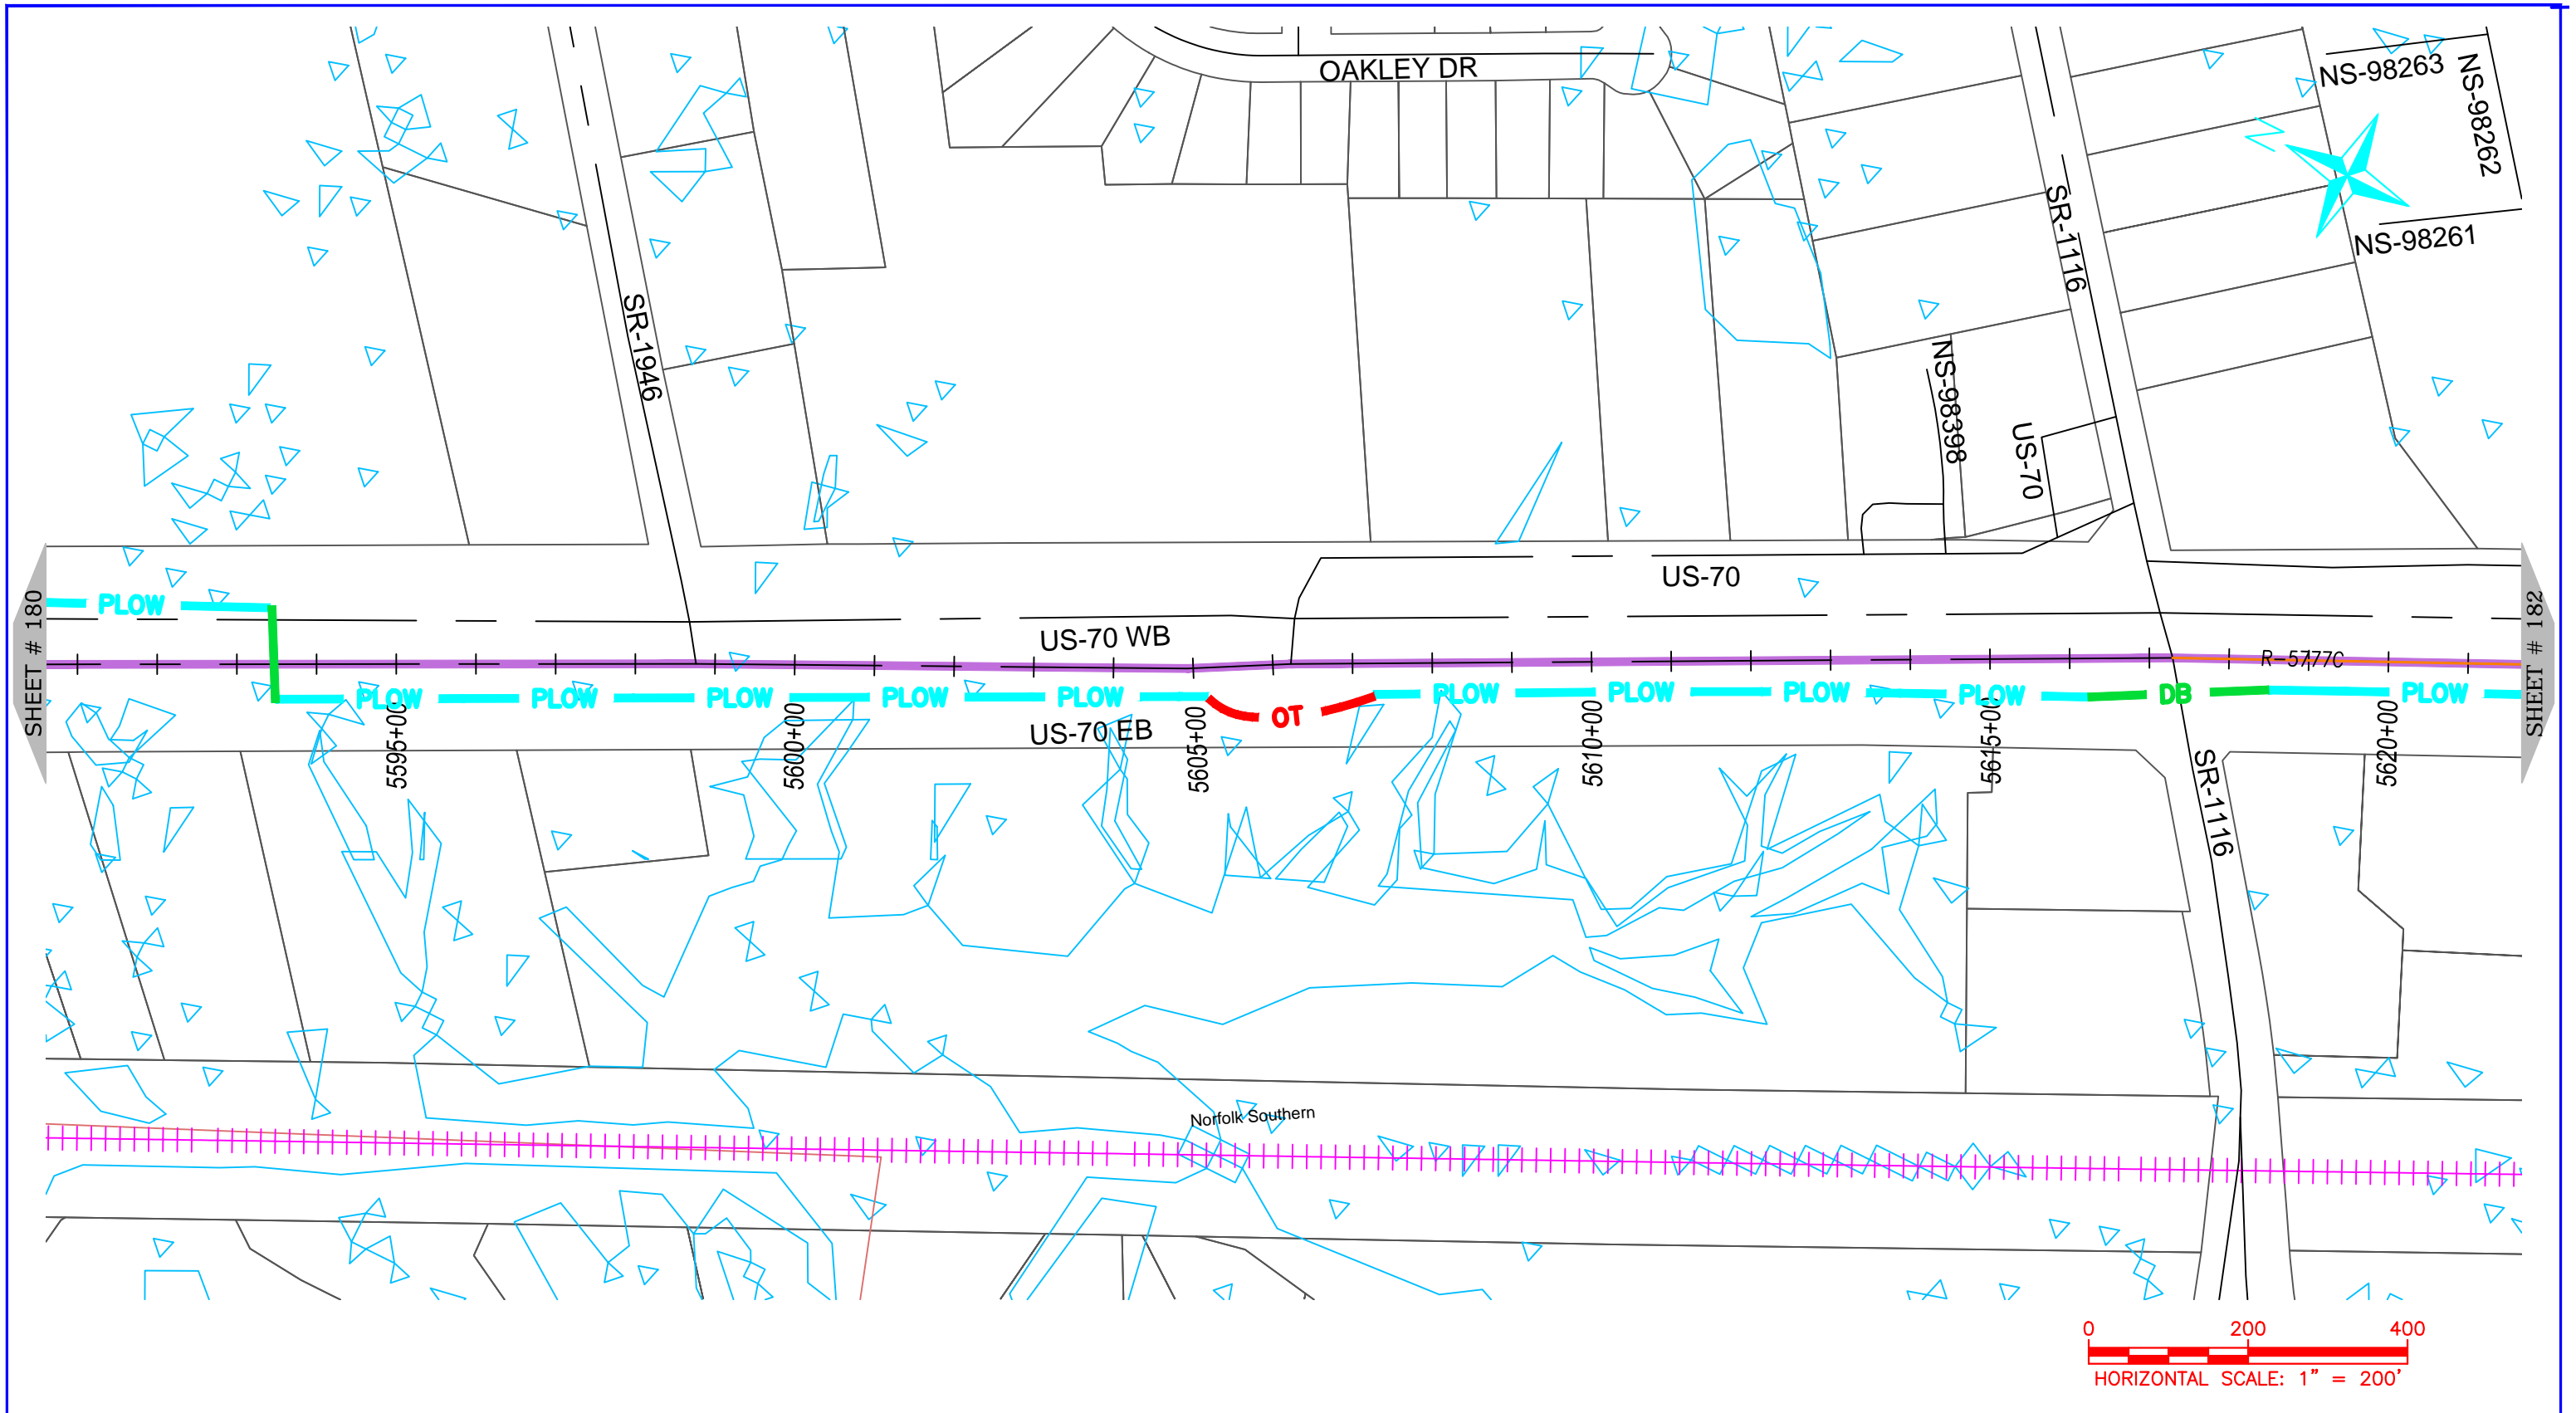 OAKLEY DR
NS-98263
NS-98262
NS-98261
SR-1946
SR-1116
NS-98398
US-70
US-70
SHEET # 180
PLOW
US-70 WB
R-5777C
SHEET # 182
PLOW PLOW PLOW PLOW PLOW OT PLOW PLOW PLOW PLOW DB PLOW
US-70 EB
5595+00 5600+00 5605+00 5610+00 5615+00 5620+00
SR-1116
Norfolk Southern
0 200 400
HORIZONTAL SCALE: 1" = 200'